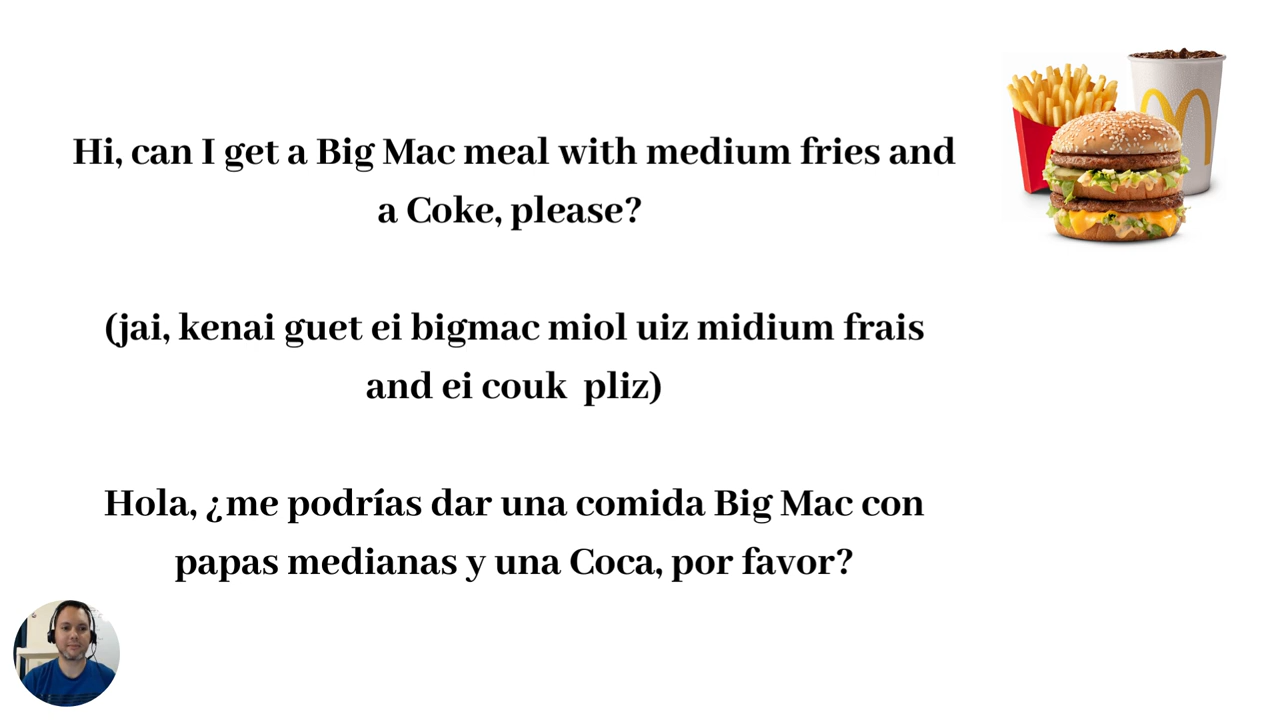 Hi, can I get a Big Mac meal with medium fries and
a Coke, please?
(jai, kenai guet ei bigmac miol uiz midium frais
and ei couk  pliz)
Hola, ¿me podrías dar una comida Big Mac con
papas medianas y una Coca, por favor?